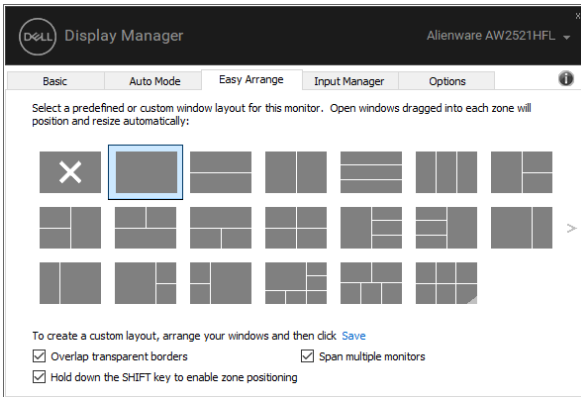 DELL Display Manager Alienware AW2521HFL
Basic Auto Mode Easy Arrange Input Manager Options
Select a predefined or custom window layout for this monitor. Open windows dragged into each zone will
position and resize automatically:
To create a custom layout, arrange your windows and then click Save
Overlap transparent borders Span multiple monitors
Hold down the SHIFT key to enable zone positioning